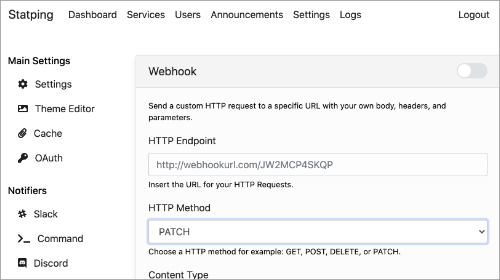 Statping Dashboard Services Users Announcements Settings Logs Logout
Main Settings
Settings
Theme Editor
Cache
OAuth
Notifiers
Slack
Command
Discord
Webhook
Send a custom HTTP request to a specific URL with your own body, headers, and
parameters.
HTTP Endpoint
http://webhookurl.com/JW2MCP4SKQP
Insert the URL for your HTTP Requests.
HTTP Method
PATCH
Choose a HTTP method for example: GET, POST, DELETE, or PATCH.
Content Type